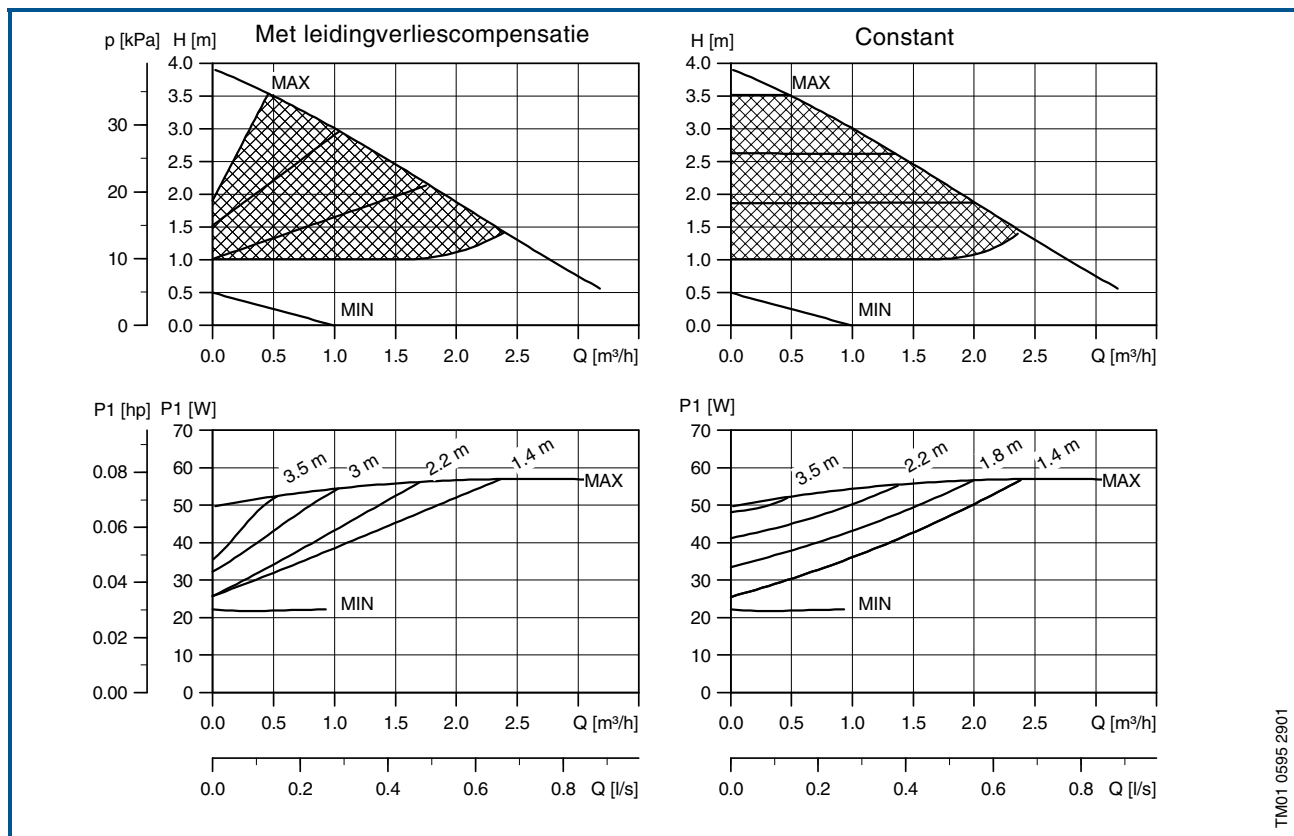 Met leidingverliescompensatie
p [kPa] H [m]
4.0
3.5
3.0
2.5
2.0
1.5
1.0
0.5
0.0
30
20
10
0
MAX
MIN
0.0 0.5 1.0 1.5 2.0 2.5 Q [m³/h]
Constant
H [m]
4.0
3.5
3.0
2.5
2.0
1.5
1.0
0.5
0.0
MAX
MIN
0.0 0.5 1.0 1.5 2.0 2.5 Q [m³/h]
P1 [hp] P1 [W]
70
60
50
40
30
20
10
0
0.08
0.06
0.04
0.02
0.00
3.5 m 3 m 2.2 m 1.4 m
MAX
MIN
0.0 0.5 1.0 1.5 2.0 2.5 Q [m³/h]
0.0 0.2 0.4 0.6 0.8 Q [l/s]
P1 [W]
70
60
50
40
30
20
10
0
3.5 m 2.2 m 1.8 m 1.4 m
MAX
MIN
0.0 0.5 1.0 1.5 2.0 2.5 Q [m³/h]
0.0 0.2 0.4 0.6 0.8 Q [l/s]
TM01 0595 2901